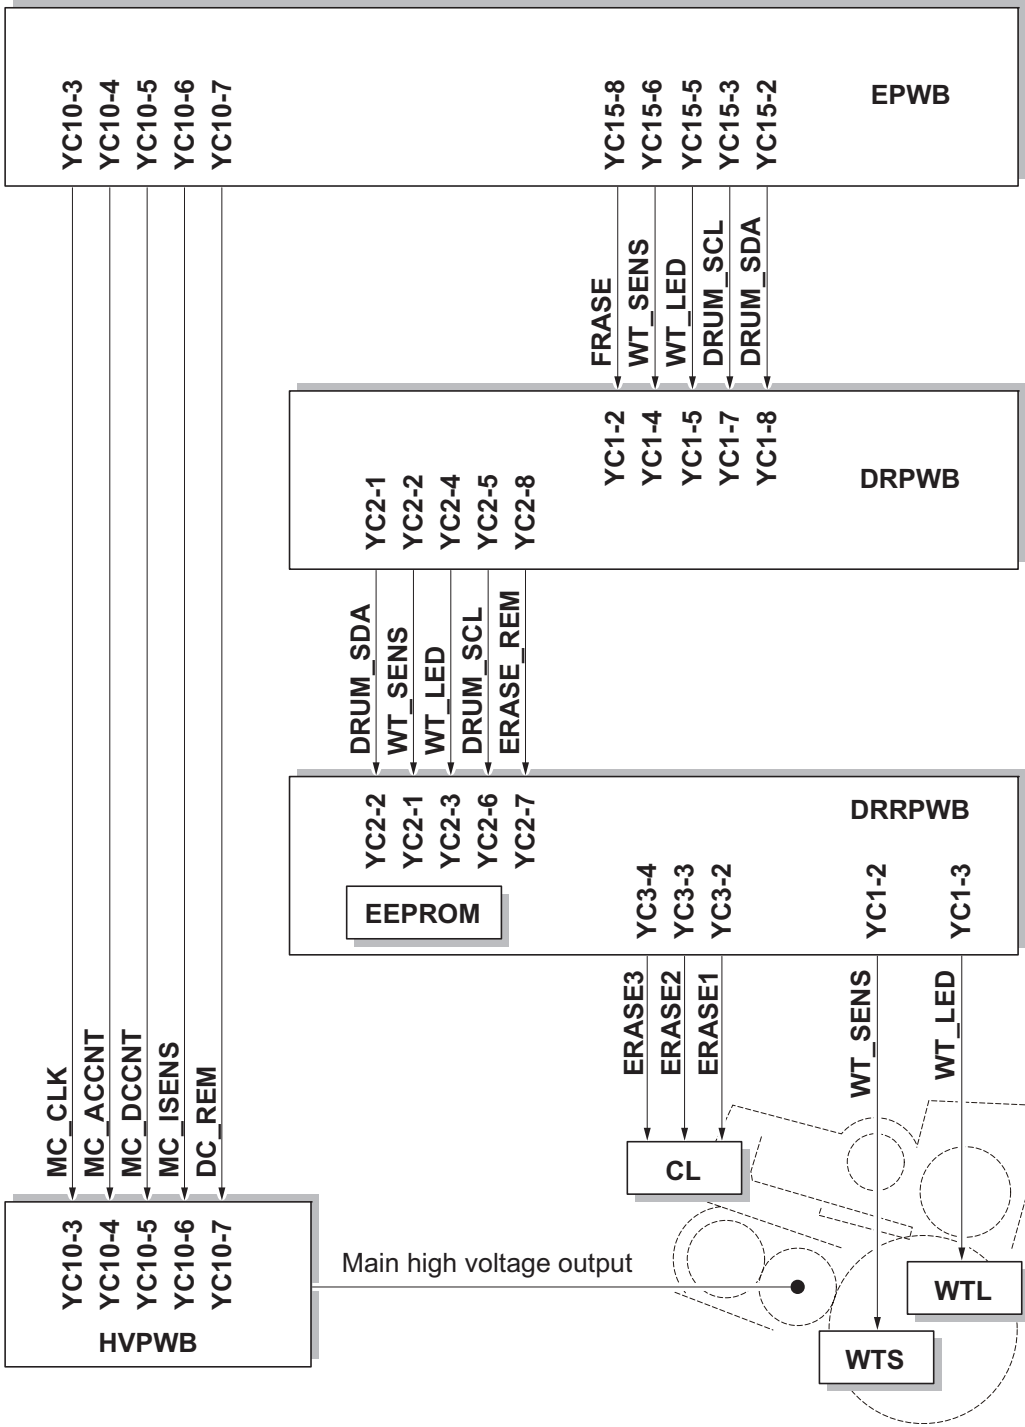 YC10-3
YC10-4
YC10-5
YC10-6
YC10-7
YC15-8
YC15-6
YC15-5
YC15-3
YC15-2
EPWB
FRASE
WT_SENS
WT_LED
DRUM_SCL
DRUM_SDA
YC1-2
YC1-4
YC1-5
YC1-7
YC1-8
DRPWB
YC2-1
YC2-2
YC2-4
YC2-5
YC2-8
DRUM_SDA
WT_SENS
WT_LED
DRUM_SCL
ERASE_REM
YC2-2
YC2-1
YC2-3
YC2-6
YC2-7
DRRPWB
EEPROM
YC3-4
YC3-3
YC3-2
YC1-2
YC1-3
ERASE3
ERASE2
ERASE1
WT_SENS
WT_LED
MC_CLK
MC_ACCNT
MC_DCCNT
MC_ISENS
DC_REM
CL
YC10-3
YC10-4
YC10-5
YC10-6
YC10-7
HVPWB
Main high voltage output
WTL
WTS